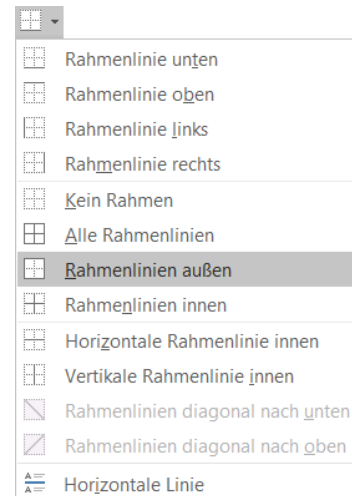 Rahmenlinie unten
Rahmenlinie oben
Rahmenlinie links
Rahmenlinie rechts
Kein Rahmen
Alle Rahmenlinien
Rahmenlinien außen
Rahmenlinien innen
Horizontale Rahmenlinie innen
Vertikale Rahmenlinie innen
Rahmenlinien diagonal nach unten
Rahmenlinien diagonal nach oben
Horizontale Linie